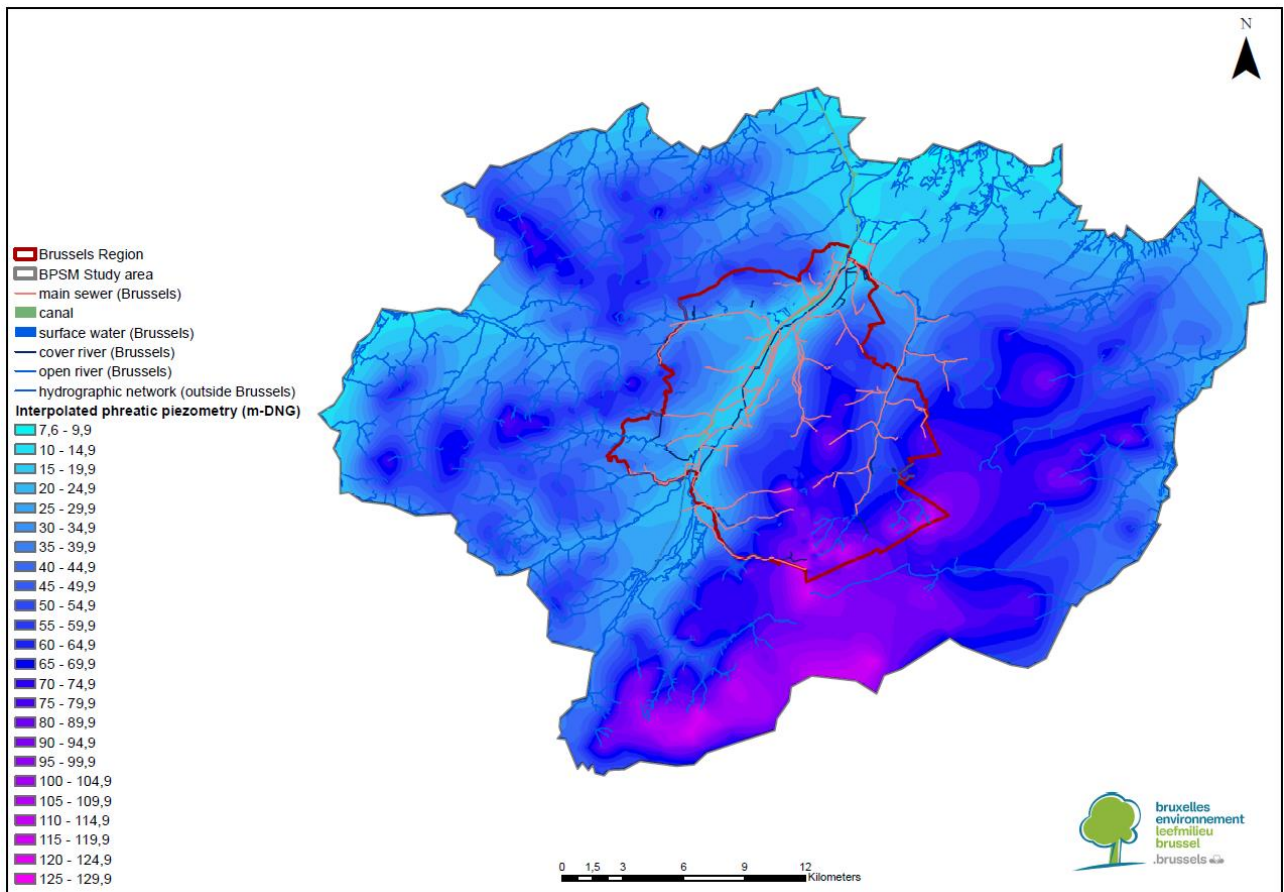 N
Brussels Region
BPSM Study area
main sewer (Brussels)
canal
surface water (Brussels)
cover river (Brussels)
open river (Brussels)
hydrographic network (outside Brussels)
Interpolated phreatic piezometry (m-DNG)
7,6 - 9,9
10 - 14,9
15 - 19,9
20 - 24,9
25 - 29,9
30 - 34,9
35 - 39,9
40 - 44,9
45 - 49,9
50 - 54,9
55 - 59,9
60 - 64,9
65 - 69,9
70 - 74,9
75 - 79,9
80 - 89,9
90 - 94,9
95 - 99,9
100 - 104,9
105 - 109,9
110 - 114,9
115 - 119,9
120 - 124,9
125 - 129,9
0 1,5 3 6 9 12
Kilometers
bruxelles
environnement
leefmilieu
brussel
.brussels